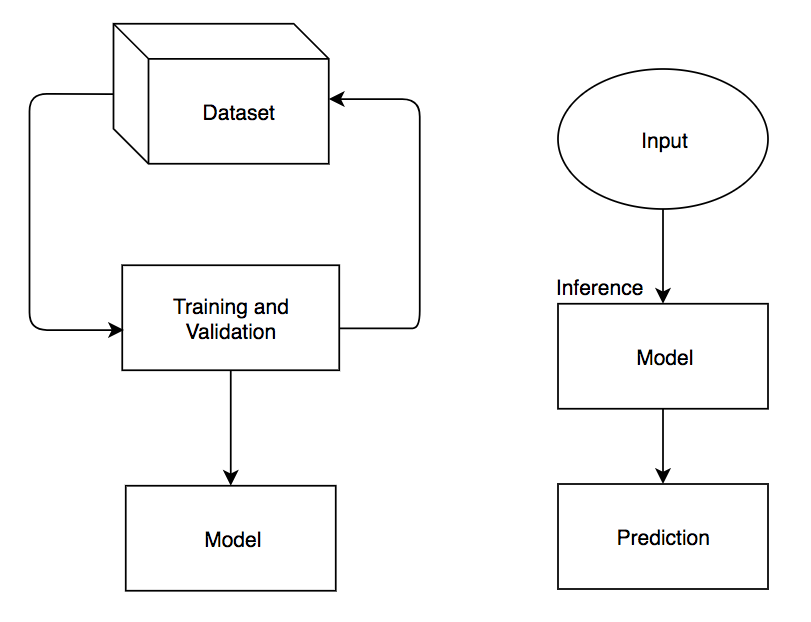 Dataset
Training and
Validation
Model
Input
Inference
Model
Prediction